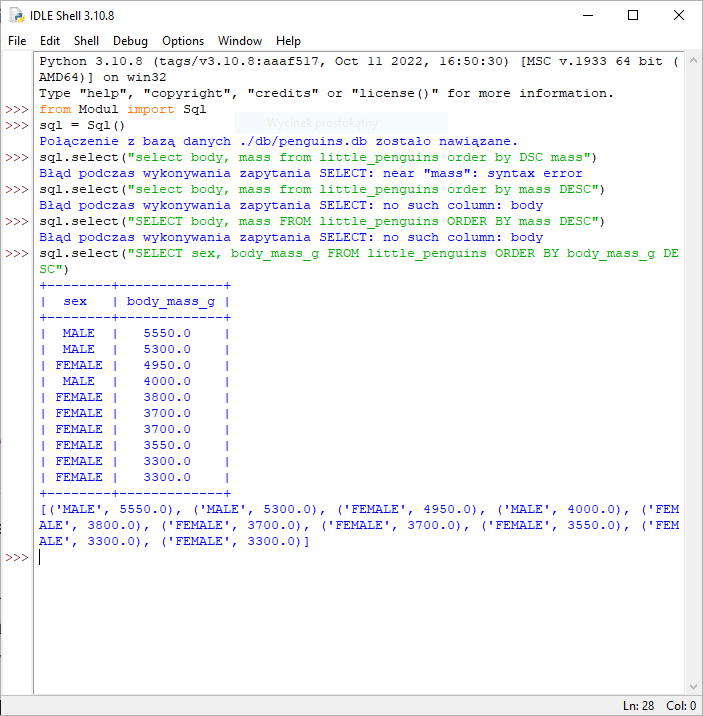 IDLE Shell 3.10.8
File Edit Shell Debug Options Window Help
Python 3.10.8 (tags/v3.10.8:aaaf517, Oct 11 2022, 16:50:30) [MSC v.1933 64 bit (
AMD64)] on win32
Type "help", "copyright", "credits" or "license()" for more information.
>>> from Modul import Sql
Wycinek prostokątny
>>> sql = Sql()
Połączenie z bazą danych ./db/penguins.db zostało nawiązane.
>>> sql.select("select body, mass from little_penguins order by DSC mass")
Błąd podczas wykonywania zapytania SELECT: near "mass": syntax error
>>> sql.select("select body, mass from little_penguins order by mass DESC")
Błąd podczas wykonywania zapytania SELECT: no such column: body
>>> sql.select("SELECT body, mass FROM little_penguins ORDER BY mass DESC")
Błąd podczas wykonywania zapytania SELECT: no such column: body
>>> sql.select("SELECT sex, body_mass_g FROM little_penguins ORDER BY body_mass_g DE
SC")
+--------+-------------+
|  sex   | body_mass_g |
+--------+-------------+
|  MALE  |   5550.0    |
|  MALE  |   5300.0    |
| FEMALE |   4950.0    |
|  MALE  |   4000.0    |
| FEMALE |   3800.0    |
| FEMALE |   3700.0    |
| FEMALE |   3700.0    |
| FEMALE |   3550.0    |
| FEMALE |   3300.0    |
| FEMALE |   3300.0    |
+--------+-------------+
[('MALE', 5550.0), ('MALE', 5300.0), ('FEMALE', 4950.0), ('MALE', 4000.0), ('FEM
ALE', 3800.0), ('FEMALE', 3700.0), ('FEMALE', 3700.0), ('FEMALE', 3550.0), ('FEM
ALE', 3300.0), ('FEMALE', 3300.0)]
>>>
Ln: 28 Col: 0